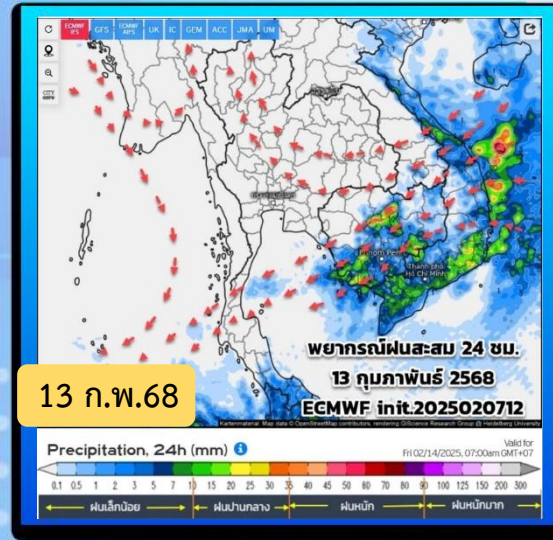 ECMWF IFS GFS ECMWF AIFS UK IC GEM ACC JMA UM
CITY
Phnom Penh
Thành phố
Hồ Chí Minh
พยากรณ์ฝนสะสม 24 ชม.
13 กุมภาพันธ์ 2568
ECMWF init.2025020712
13 ก.พ.68
Kartenmaterial: Map data © OpenStreetMap contributors, rendering GIScience Research Group @ Heidelberg University
Precipitation, 24h (mm)
Valid for
Fri 02/14/2025, 07:00am GMT+07
0.1 0.5 1 2 3 5 7 10 15 20 25 30 35 40 45 50 60 70 80 90 100 125 150 200 300
ฝนเล็กน้อย ฝนปานกลาง ฝนหนัก ฝนหนักมาก